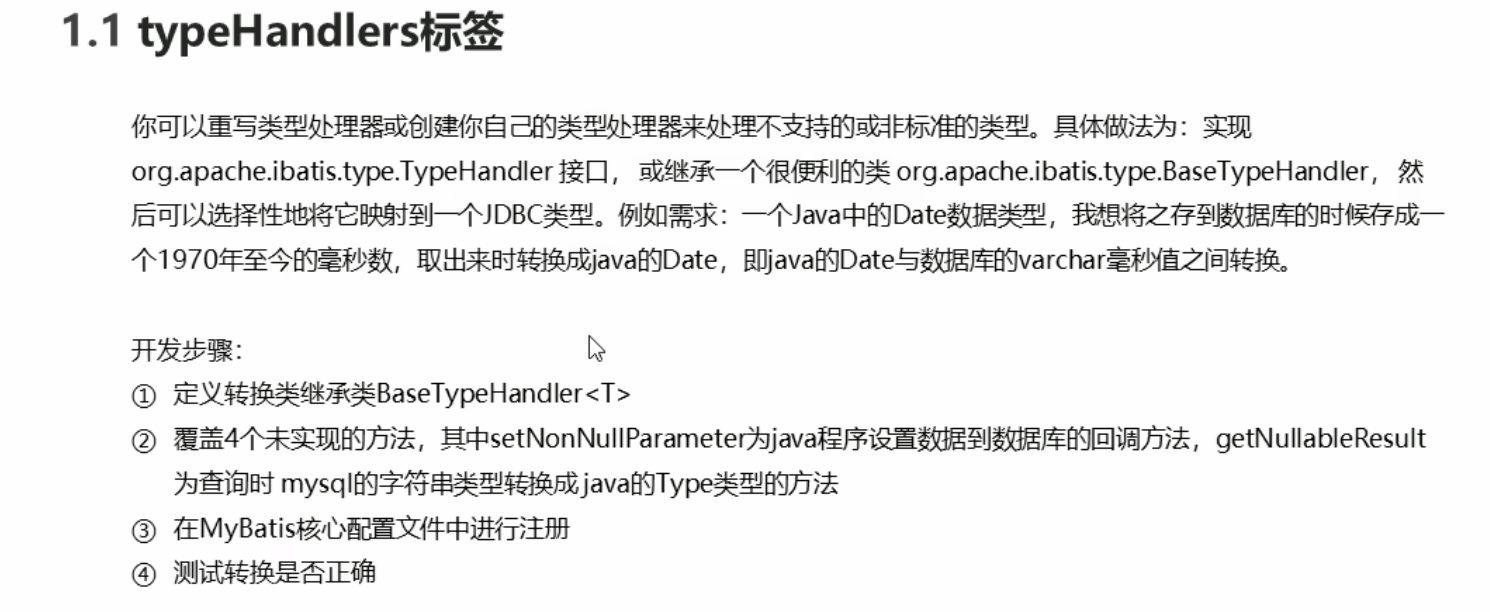 1.1 typeHandlers标签
你可以重写类型处理器或创建你自己的类型处理器来处理不支持的或非标准的类型。具体做法为：实现
org.apache.ibatis.type.TypeHandler 接口， 或继承一个很便利的类 org.apache.ibatis.type.BaseTypeHandler， 然
后可以选择性地将它映射到一个JDBC类型。例如需求：一个Java中的Date数据类型，我想将之存到数据库的时候存成一
个1970年至今的毫秒数，取出来时转换成java的Date，即java的Date与数据库的varchar毫秒值之间转换。
开发步骤：
① 定义转换类继承类BaseTypeHandler<T>
② 覆盖4个未实现的方法，其中setNonNullParameter为java程序设置数据到数据库的回调方法，getNullableResult
为查询时 mysql的字符串类型转换成 java的Type类型的方法
③ 在MyBatis核心配置文件中进行注册
④ 测试转换是否正确